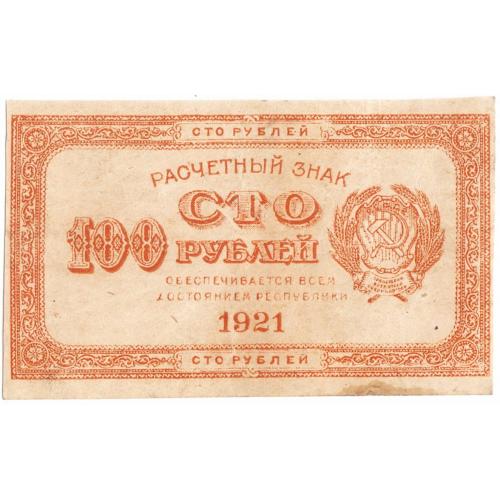 СТО РУБЛЕЙ
РАСЧЕТНЫЙ ЗНАК
СТО
100 РУБЛЕЙ
ОБЕСПЕЧИВАЕТСЯ ВСЕМ
ДОСТОЯНИЕМ РЕСПУБЛИКИ
1921
СТО РУБЛЕЙ